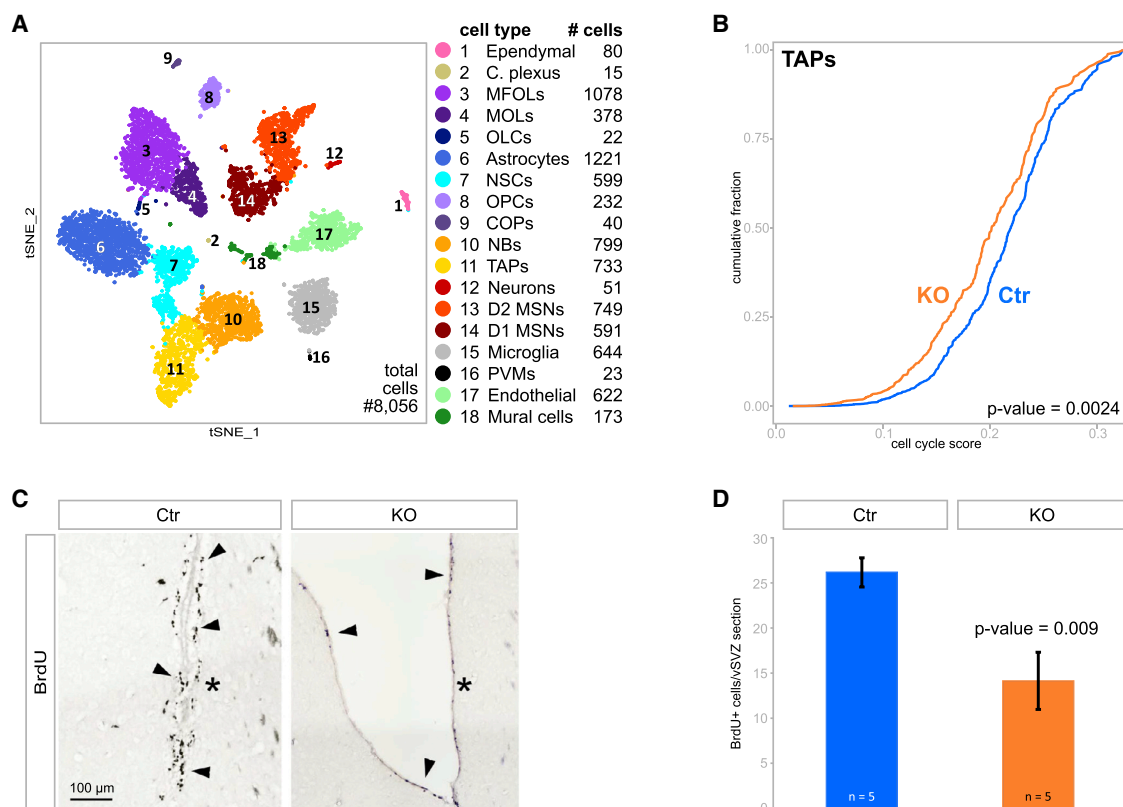 A
cell type # cells
1 Ependymal 80
2 C. plexus 15
3 MFOLs 1078
4 MOLs 378
5 OLCs 22
6 Astrocytes 1221
7 NSCs 599
8 OPCs 232
9 COPs 40
10 NBs 799
11 TAPs 733
12 Neurons 51
13 D2 MSNs 749
14 D1 MSNs 591
15 Microglia 644
16 PVMs 23
17 Endothelial 622
18 Mural cells 173
9
8
13
3
12
4
14
1
5
2
17
6
18
7
15
10
16
11
total
cells
#8,056
tSNE_2
tSNE_1
B
TAPs
1.00
0.75
0.50
0.25
0.00
cumulative fraction
KO Ctr
p-value = 0.0024
0.0 0.1 0.2 0.3
cell cycle score
C
Ctr KO
BrdU
*
*
100 µm
D
Ctr KO
30
25
20
15
10
5
0
BrdU+ cells/vSVZ section
p-value = 0.009
n = 5 n = 5